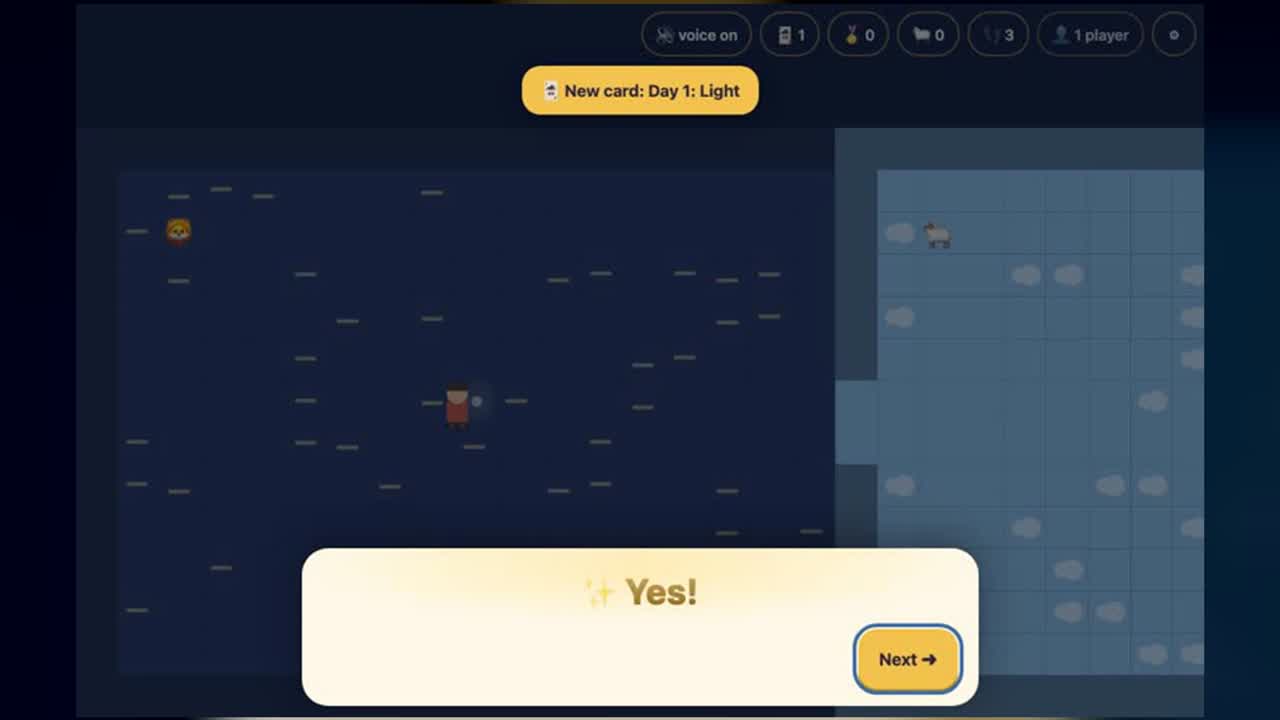 voice on
1
0
0
3
1 player
New card: Day 1: Light
Yes!
Next →